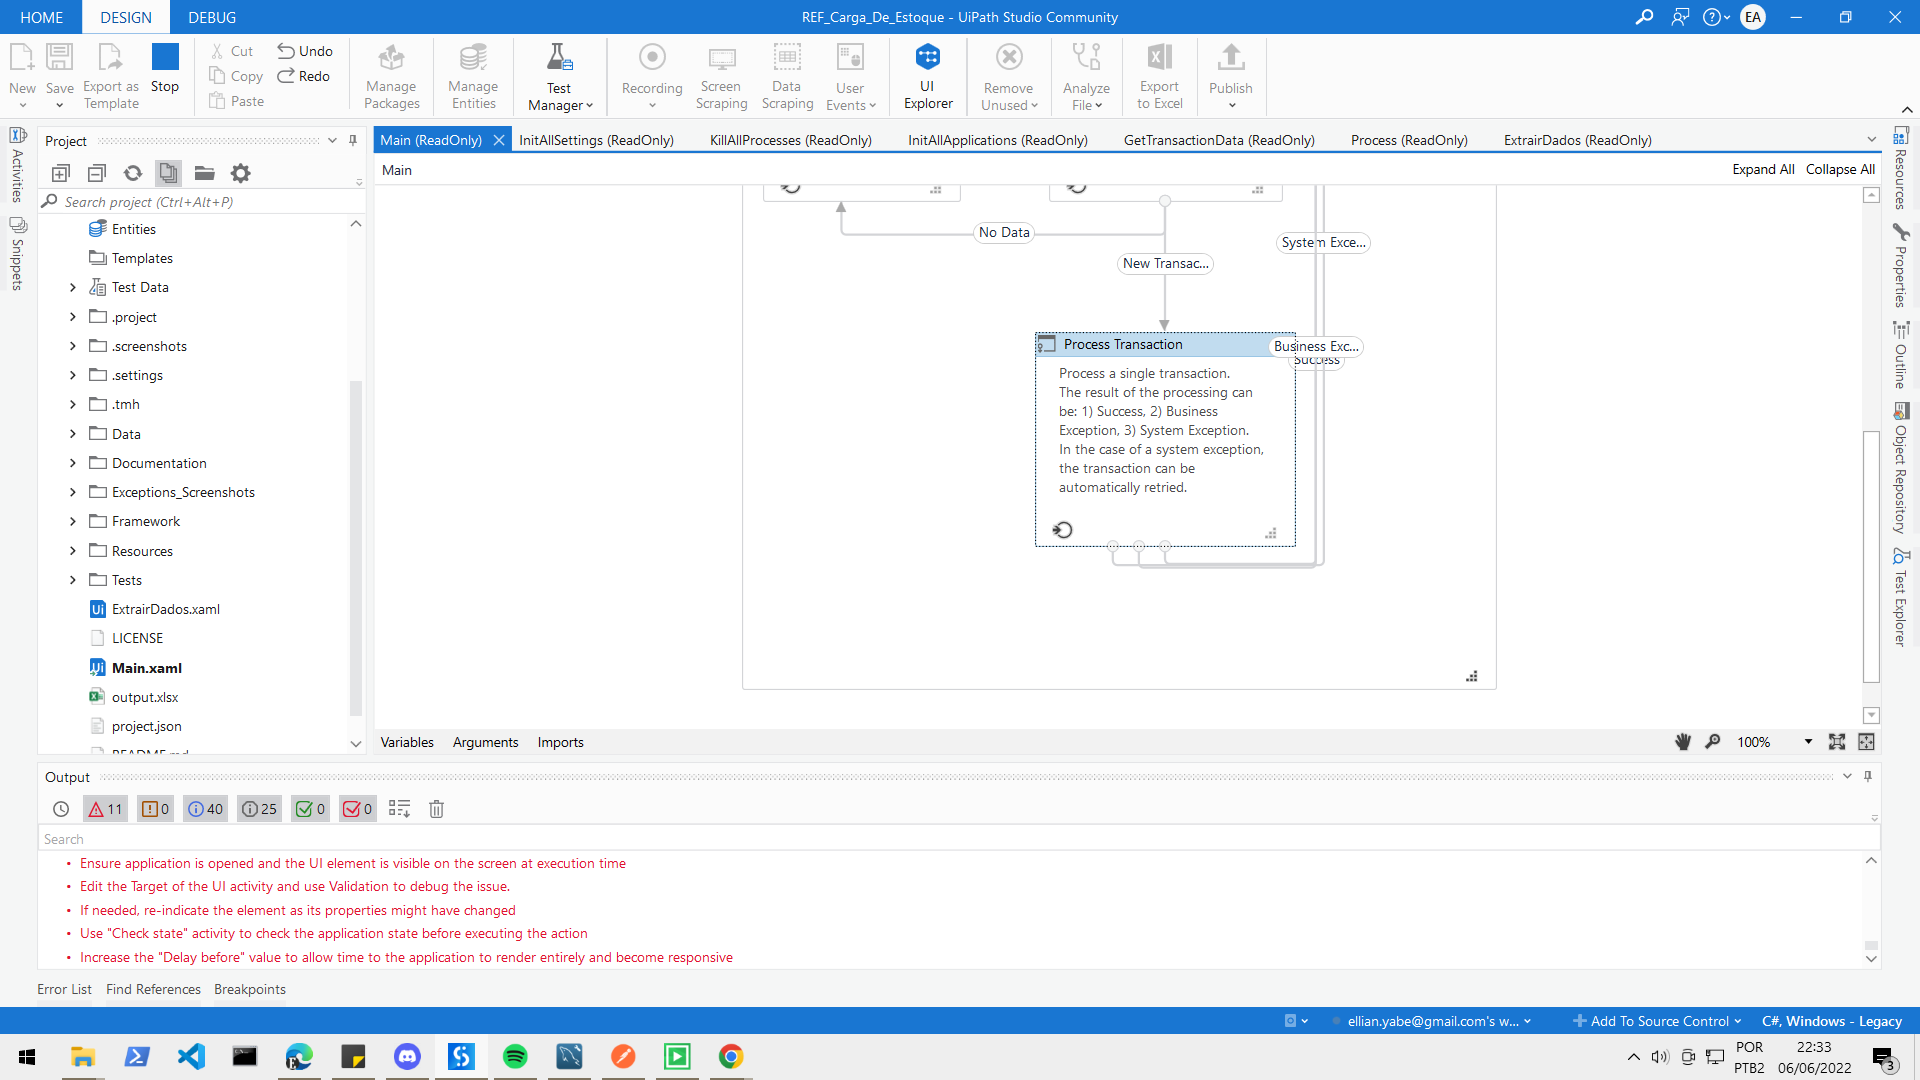 HOME
DESIGN
DEBUG
REF_Carga_De_Estoque - UiPath Studio Community
EA
New
Save
Export as
Template
Stop
Cut
Copy
Paste
Undo
Redo
Manage
Packages
Manage
Entities
Test
Manager
Recording
Screen
Scraping
Data
Scraping
User
Events
UI
Explorer
Remove
Unused
Analyze
File
Export
to Excel
Publish
Activities
Snippets
Project
Search project (Ctrl+Alt+P)
Entities
Templates
Test Data
.project
.screenshots
.settings
.tmh
Data
Documentation
Exceptions_Screenshots
Framework
Resources
Tests
ExtrairDados.xaml
LICENSE
Main.xaml
output.xlsx
project.json
README.md
Main (ReadOnly)
InitAllSettings (ReadOnly)
KillAllProcesses (ReadOnly)
InitAllApplications (ReadOnly)
GetTransactionData (ReadOnly)
Process (ReadOnly)
ExtrairDados (ReadOnly)
Main
Expand All
Collapse All
No Data
System Exce...
New Transac...
Process Transaction
Business Exc...
Success
Process a single transaction.
The result of the processing can
be: 1) Success, 2) Business
Exception, 3) System Exception.
In the case of a system exception,
the transaction can be
automatically retried.
Variables
Arguments
Imports
100%
Resources
Properties
Outline
Object Repository
Test Explorer
Output
11
0
40
25
0
0
Search
• Ensure application is opened and the UI element is visible on the screen at execution time
• Edit the Target of the UI activity and use Validation to debug the issue.
• If needed, re-indicate the element as its properties might have changed
• Use "Check state" activity to check the application state before executing the action
• Increase the "Delay before" value to allow time to the application to render entirely and become responsive
Error List
Find References
Breakpoints
ellian.yabe@gmail.com's w...
Add To Source Control
C#, Windows - Legacy
POR
PTB2
22:33
06/06/2022
3